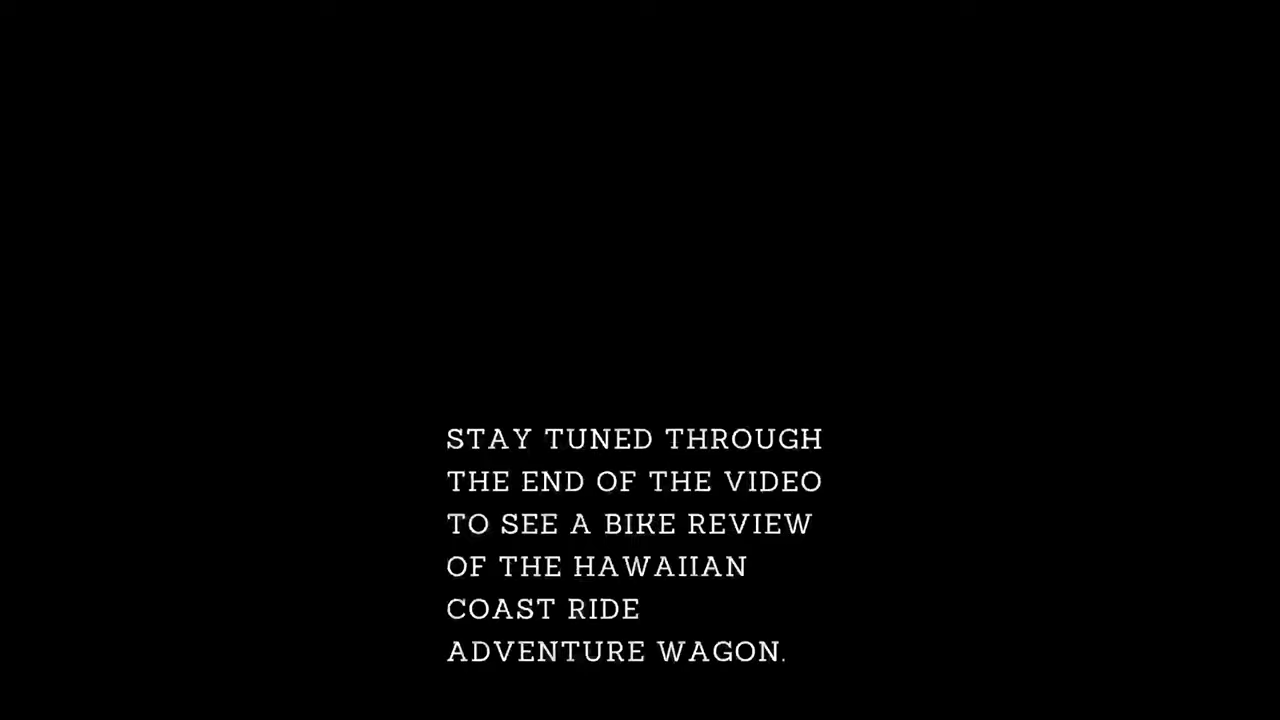 STAY TUNED THROUGH
THE END OF THE VIDEO
TO SEE A BIKE REVIEW
OF THE HAWAIIAN
COAST RIDE
ADVENTURE WAGON.